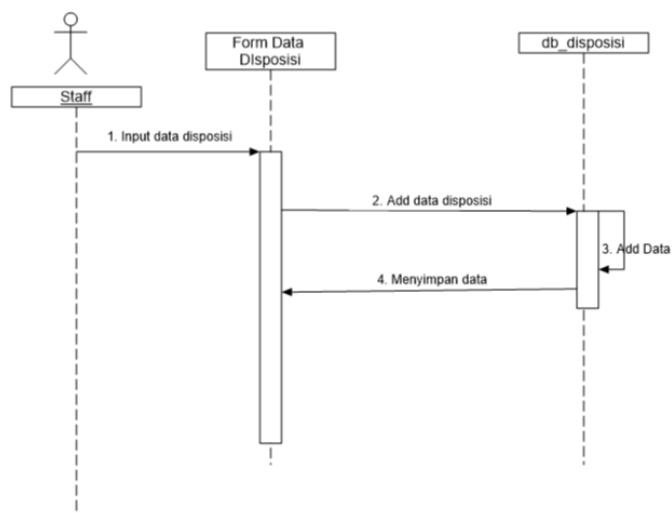 Form Data
DIsposisi
db_disposisi
Staff
1. Input data disposisi
2. Add data disposisi
3. Add Data
4. Menyimpan data